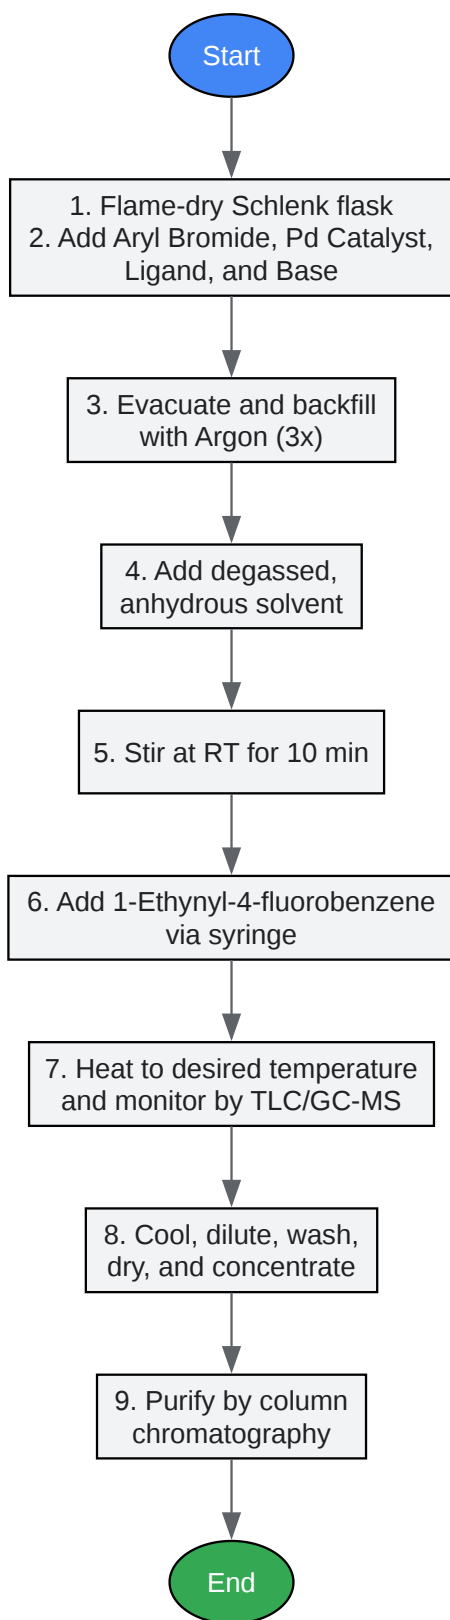 Start
1. Flame-dry Schlenk flask
2. Add Aryl Bromide, Pd Catalyst,
Ligand, and Base
3. Evacuate and backfill
with Argon (3x)
4. Add degassed,
anhydrous solvent
5. Stir at RT for 10 min
6. Add 1-Ethynyl-4-fluorobenzene
via syringe
7. Heat to desired temperature
and monitor by TLC/GC-MS
8. Cool, dilute, wash,
dry, and concentrate
9. Purify by column
chromatography
End